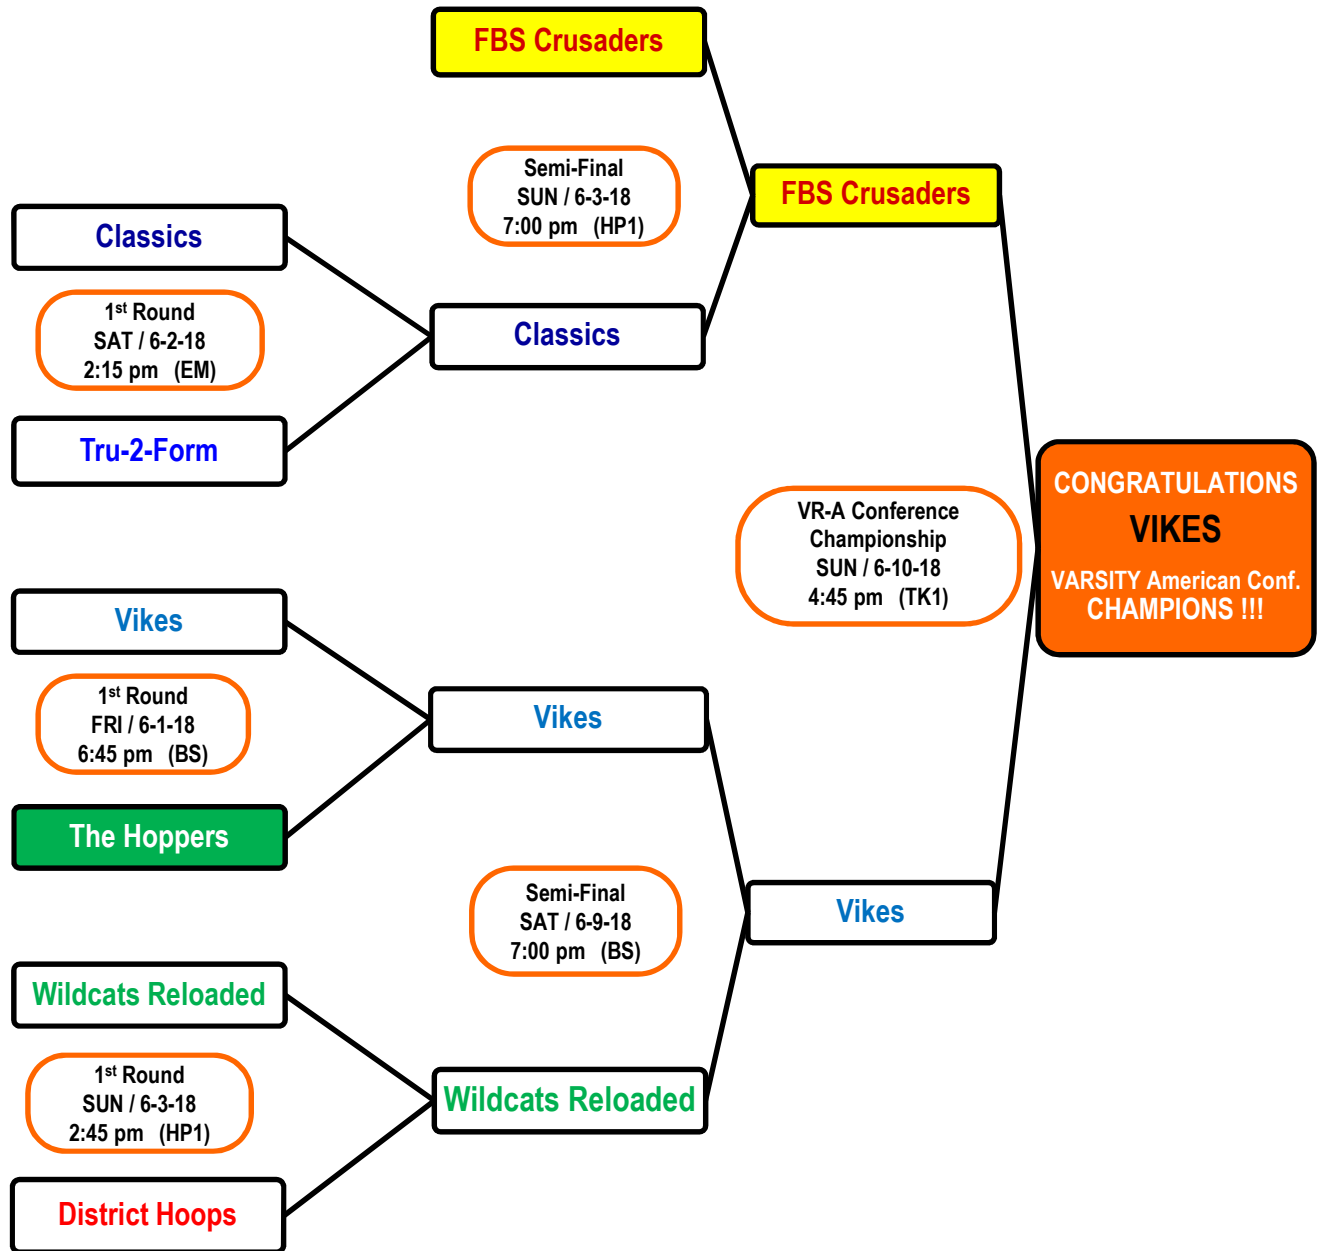 FBS Crusaders
Semi-Final
SUN / 6-3-18
7:00 pm (HP1)
FBS Crusaders
Classics
1st Round
SAT / 6-2-18
2:15 pm (EM)
Classics
Tru-2-Form
CONGRATULATIONS
VIKES
VARSITY American Conf.
CHAMPIONS !!!
VR-A Conference
Championship
SUN / 6-10-18
4:45 pm (TK1)
Vikes
1st Round
FRI / 6-1-18
6:45 pm (BS)
Vikes
The Hoppers
Semi-Final
SAT / 6-9-18
7:00 pm (BS)
Vikes
Wildcats Reloaded
1st Round
SUN / 6-3-18
2:45 pm (HP1)
Wildcats Reloaded
District Hoops